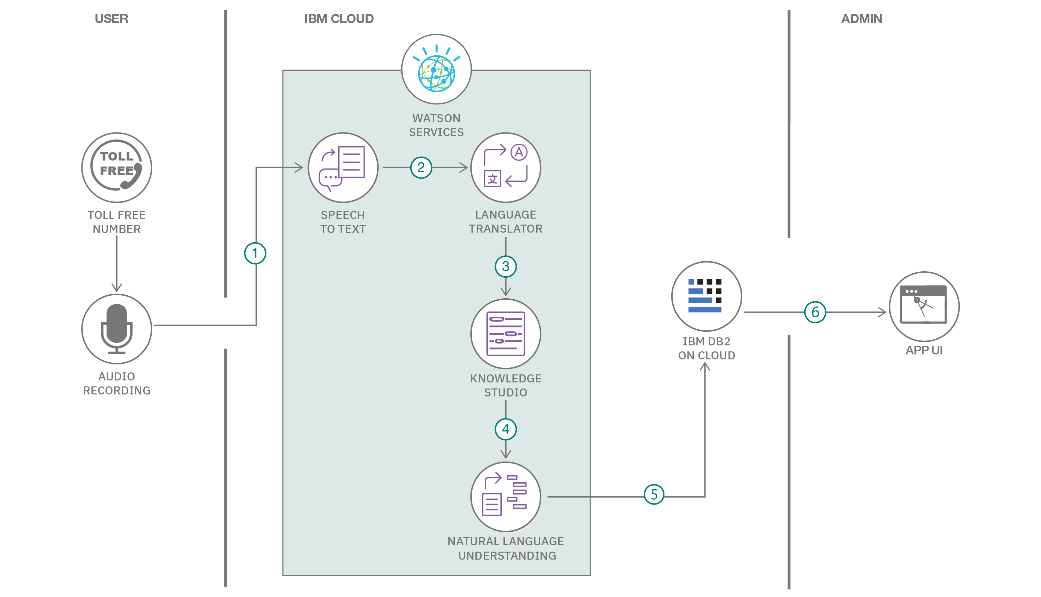 USER
IBM CLOUD
ADMIN
WATSON
SERVICES
TOLL
FREE
TOLL FREE
NUMBER
AUDIO
RECORDING
1
SPEECH
TO TEXT
2
A
文
LANGUAGE
TRANSLATOR
3
KNOWLEDGE
STUDIO
4
NATURAL LANGUAGE
UNDERSTANDING
5
IBM DB2
ON CLOUD
6
APP UI